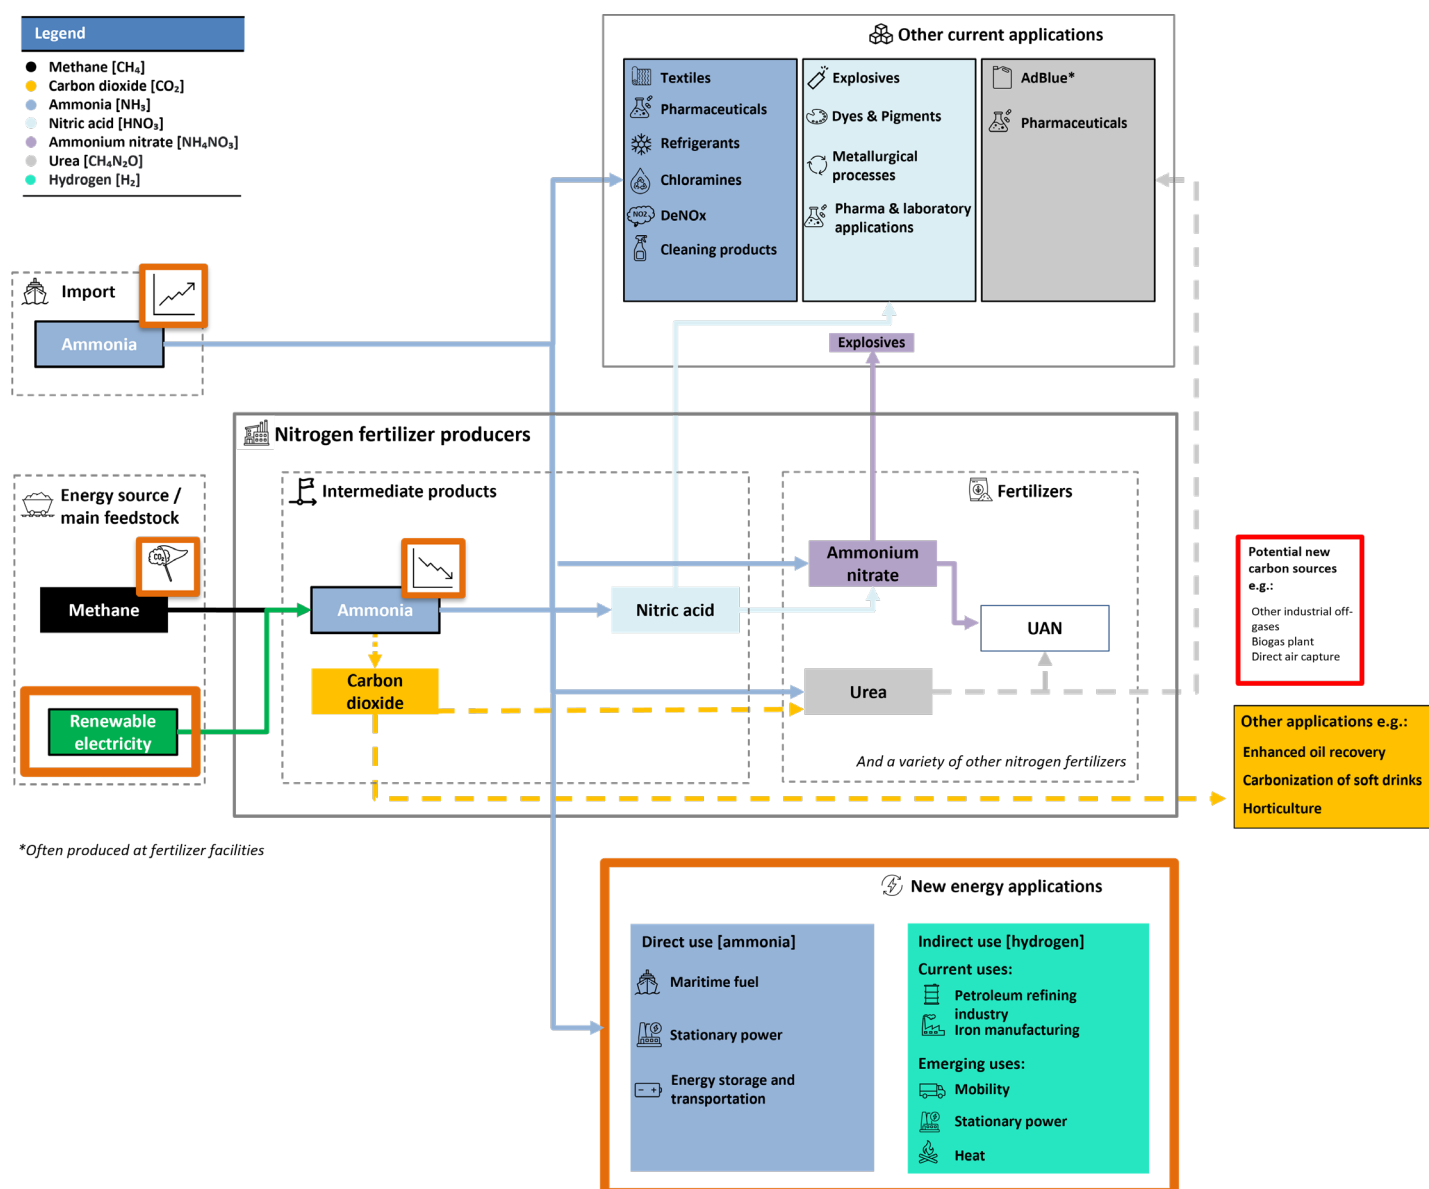 Legend
Methane [CH₄]
Carbon dioxide [CO₂]
Ammonia [NH₃]
Nitric acid [HNO₃]
Ammonium nitrate [NH₄NO₃]
Urea [CH₄N₂O]
Hydrogen [H₂]
Other current applications
Textiles
Pharmaceuticals
Refrigerants
Chloramines
NO2
DeNOx
Cleaning products
Explosives
Dyes & Pigments
Metallurgical
processes
Pharma & laboratory
applications
AdBlue*
Pharmaceuticals
Explosives
Import
Ammonia
Nitrogen fertilizer producers
Energy source /
main feedstock
CO₂
Methane
Renewable
electricity
Intermediate products
Ammonia
Carbon
dioxide
Nitric acid
Fertilizers
Ammonium
nitrate
UAN
Urea
And a variety of other nitrogen fertilizers
Potential new
carbon sources
e.g.:
Other industrial off-
gases
Biogas plant
Direct air capture
Other applications e.g.:
Enhanced oil recovery
Carbonization of soft drinks
Horticulture
*Often produced at fertilizer facilities
New energy applications
Direct use [ammonia]
Maritime fuel
Stationary power
Energy storage and
transportation
Indirect use [hydrogen]
Current uses:
Petroleum refining
industry
Iron manufacturing
Emerging uses:
Mobility
Stationary power
Heat